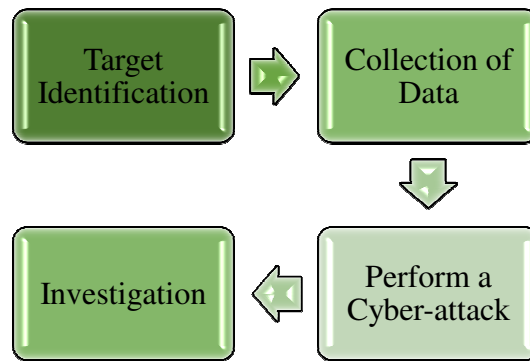 Target
Identification
Collection of
Data
Perform a
Cyber-attack
Investigation